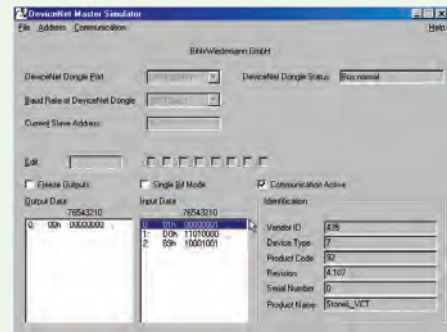 DeviceNet Master Simulator
File Address Communication Help
Bihl+Wiedemann GmbH
DeviceNet Dongle Port
DeviceNet Dongle Status: Bus normal
Baud Rate of DeviceNet Dongle
Current Slave Address:
Edit
Freeze Outputs Single Bit Mode Communication Active
Output Data Input Data Identification
76543210 76543210
0: 00h 00000000
0: 01h 00000001
1: D0h 11010000
2: 89h 10001001
Vendor ID 439
Device Type 7
Product Code 92
Revision 4.107
Serial Number 0
Product Name StoneL_VCT